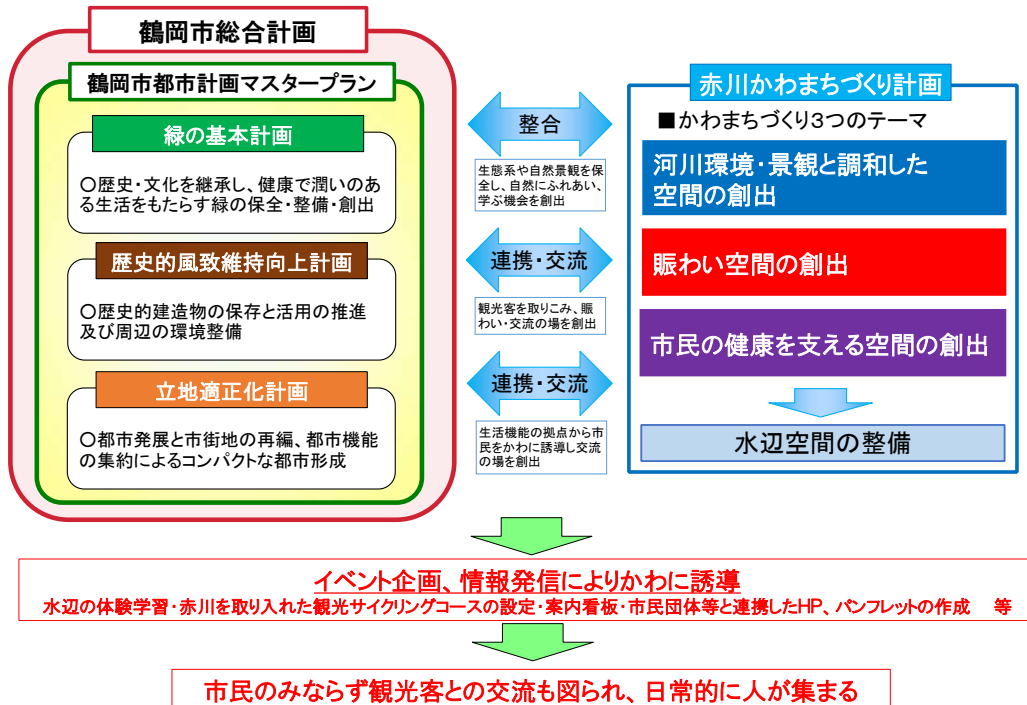 鶴岡市総合計画
鶴岡市都市計画マスタープラン
緑の基本計画
○歴史・文化を継承し、健康で潤いのあ
る生活をもたらす緑の保全・整備・創出
歴史的風致維持向上計画
○歴史的建造物の保存と活用の推進
及び周辺の環境整備
立地適正化計画
○都市発展と市街地の再編、都市機能
の集約によるコンパクトな都市形成
整合
生態系や自然景観を保
全し、自然にふれあい、
学ぶ機会を創出
連携・交流
観光客を取りこみ、賑
わい・交流の場を創出
連携・交流
生活機能の拠点から市
民をかわに誘導し交流
の場を創出
赤川かわまちづくり計画
■かわまちづくり3つのテーマ
河川環境・景観と調和した
空間の創出
賑わい空間の創出
市民の健康を支える空間の創出
水辺空間の整備
イベント企画、情報発信によりかわに誘導
水辺の体験学習・赤川を取り入れた観光サイクリングコースの設定・案内看板・市民団体等と連携したHP、パンフレットの作成　等
市民のみならず観光客との交流も図られ、日常的に人が集まる